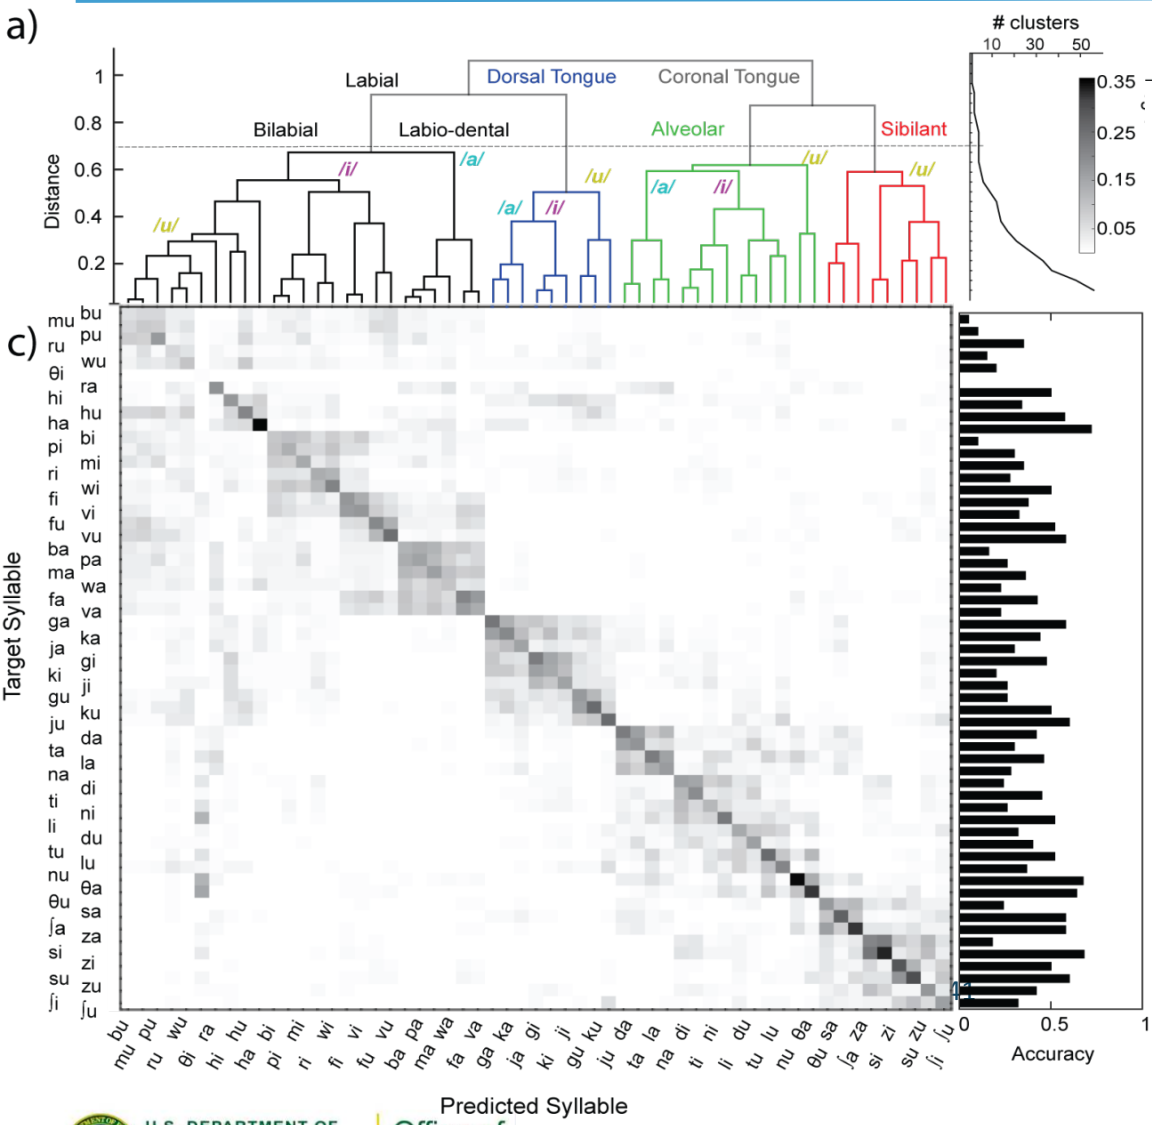 a)
# clusters
10 30 50
Labial Dorsal Tongue Coronal Tongue
Bilabial Labio-dental Alveolar Sibilant
/i/ /a/ /u/ /u/
/a/ /i/
/u/ /a/ /i/
/u/
Distance
1
0.8
0.6
0.4
0.2
0.35
0.25
0.15
0.05
c)
Target Syllable
bu
mu
pu
ru
wu
θi
ra
hi
hu
ha
bi
pi
mi
ri
wi
fi
vi
fu
vu
ba
pa
ma
wa
fa
va
ga
ka
ja
gi
ki
ji
gu
ku
ju
da
ta
la
na
di
ti
ni
li
du
tu
lu
nu
θa
θu
sa
ʃa
za
si
zi
su
zu
ʃi
ʃu
bu mu pu ru wu θi ra hi hu ha bi pi mi ri wi fi vi fu vu ba pa ma wa fa va ga ka ja gi ki ji gu ku ju da ta la na di ti ni li du tu lu nu θa θu sa ʃa za si zi su zu ʃi ʃu
0 0.5 1
Accuracy
Predicted Syllable
41
U.S. DEPARTMENT OF
Office of